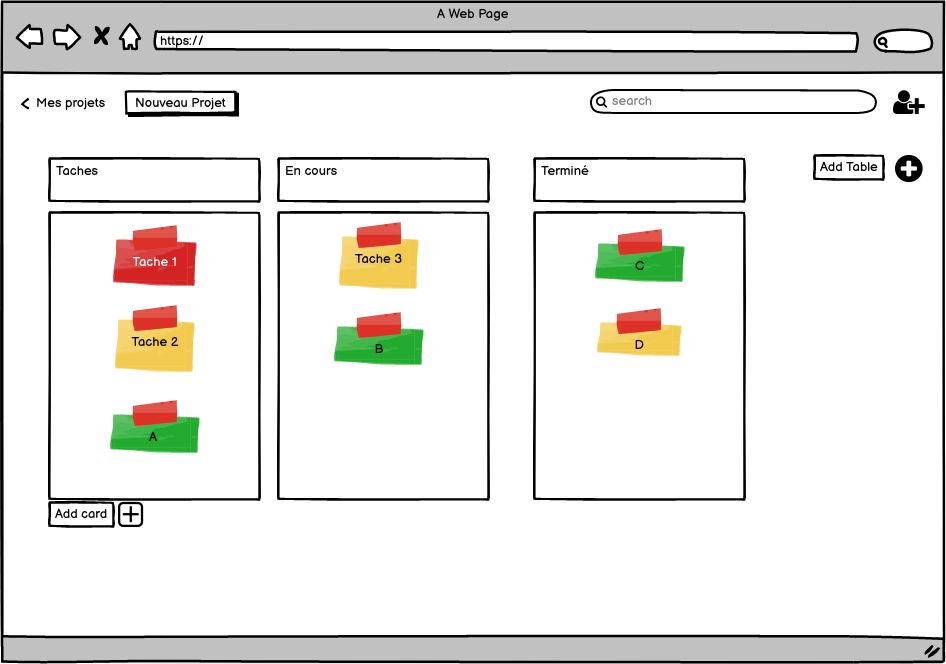 A Web Page
https://
Mes projets
Nouveau Projet
search
Taches
En cours
Terminé
Add Table
Tache 1
Tache 2
A
Tache 3
B
C
D
Add card